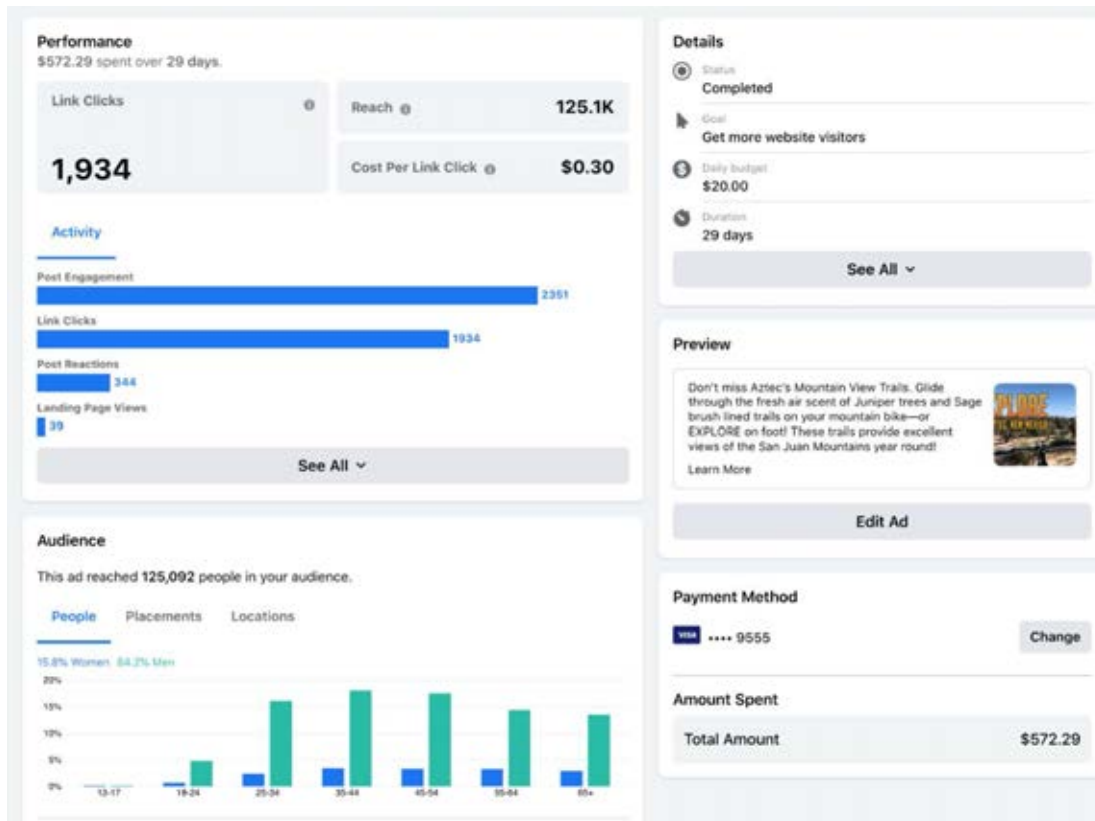 Performance
$572.29 spent over 29 days.
Link Clicks
1,934
Reach
125.1K
Cost Per Link Click
$0.30
Activity
Post Engagement
2351
Link Clicks
1934
Post Reactions
344
Landing Page Views
39
See All
Audience
This ad reached 125,092 people in your audience.
People Placements Locations
15.8% Women 84.2% Men
20%
15%
10%
5%
0%
13-17 18-24 25-34 35-44 45-54 55-64 65+
Details
Status
Completed
Goal
Get more website visitors
Daily budget
$20.00
Duration
29 days
See All
Preview
Don't miss Aztec's Mountain View Trails. Glide
through the fresh air scent of Juniper trees and Sage
brush lined trails on your mountain bike—or
EXPLORE on foot! These trails provide excellent
views of the San Juan Mountains year round!
Learn More
PLORE
NEW MEXICO
Edit Ad
Payment Method
VISA •••• 9555
Change
Amount Spent
Total Amount
$572.29